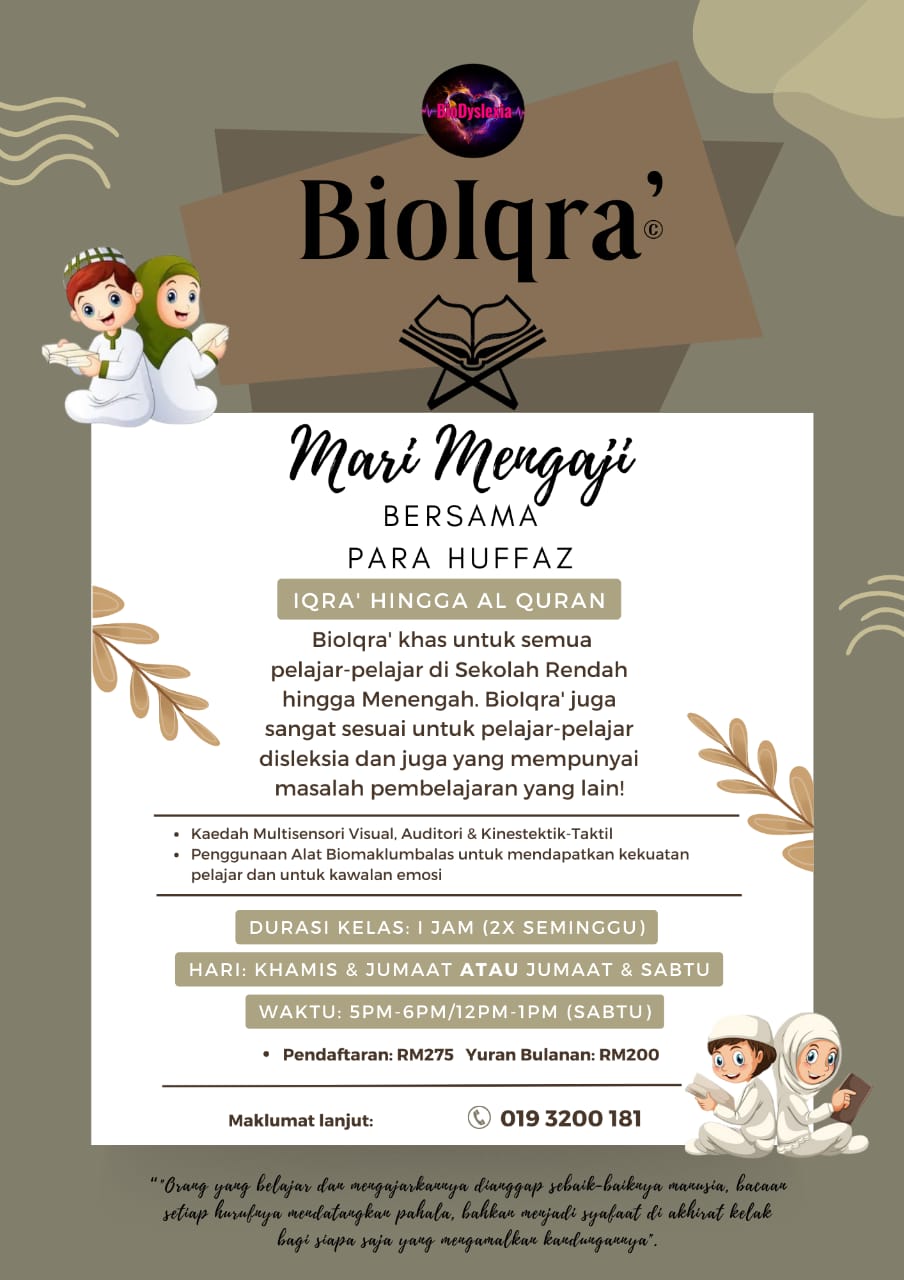 BioDyslexia
BioIqra'
©
Mari Mengaji
BERSAMA
PARA HUFFAZ
IQRA' HINGGA AL QURAN
BioIqra' khas untuk semua
pelajar-pelajar di Sekolah Rendah
hingga Menengah. BioIqra' juga
sangat sesuai untuk pelajar-pelajar
disleksia dan juga yang mempunyai
masalah pembelajaran yang lain!
• Kaedah Multisensori Visual, Auditori & Kinestektik-Taktil
• Penggunaan Alat Biomaklumbalas untuk mendapatkan kekuatan
pelajar dan untuk kawalan emosi
DURASI KELAS: 1 JAM (2X SEMINGGU)
HARI: KHAMIS & JUMAAT ATAU JUMAAT & SABTU
WAKTU: 5PM-6PM/12PM-1PM (SABTU)
• Pendaftaran: RM275 Yuran Bulanan: RM200
Maklumat lanjut: 019 3200 181
“"Orang yang belajar dan mengajarkannya dianggap sebaik-baiknya manusia, bacaan
setiap hurufnya mendatangkan pahala, bahkan menjadi syafaat di akhirat kelak
bagi siapa saja yang mengamalkan kandungannya".